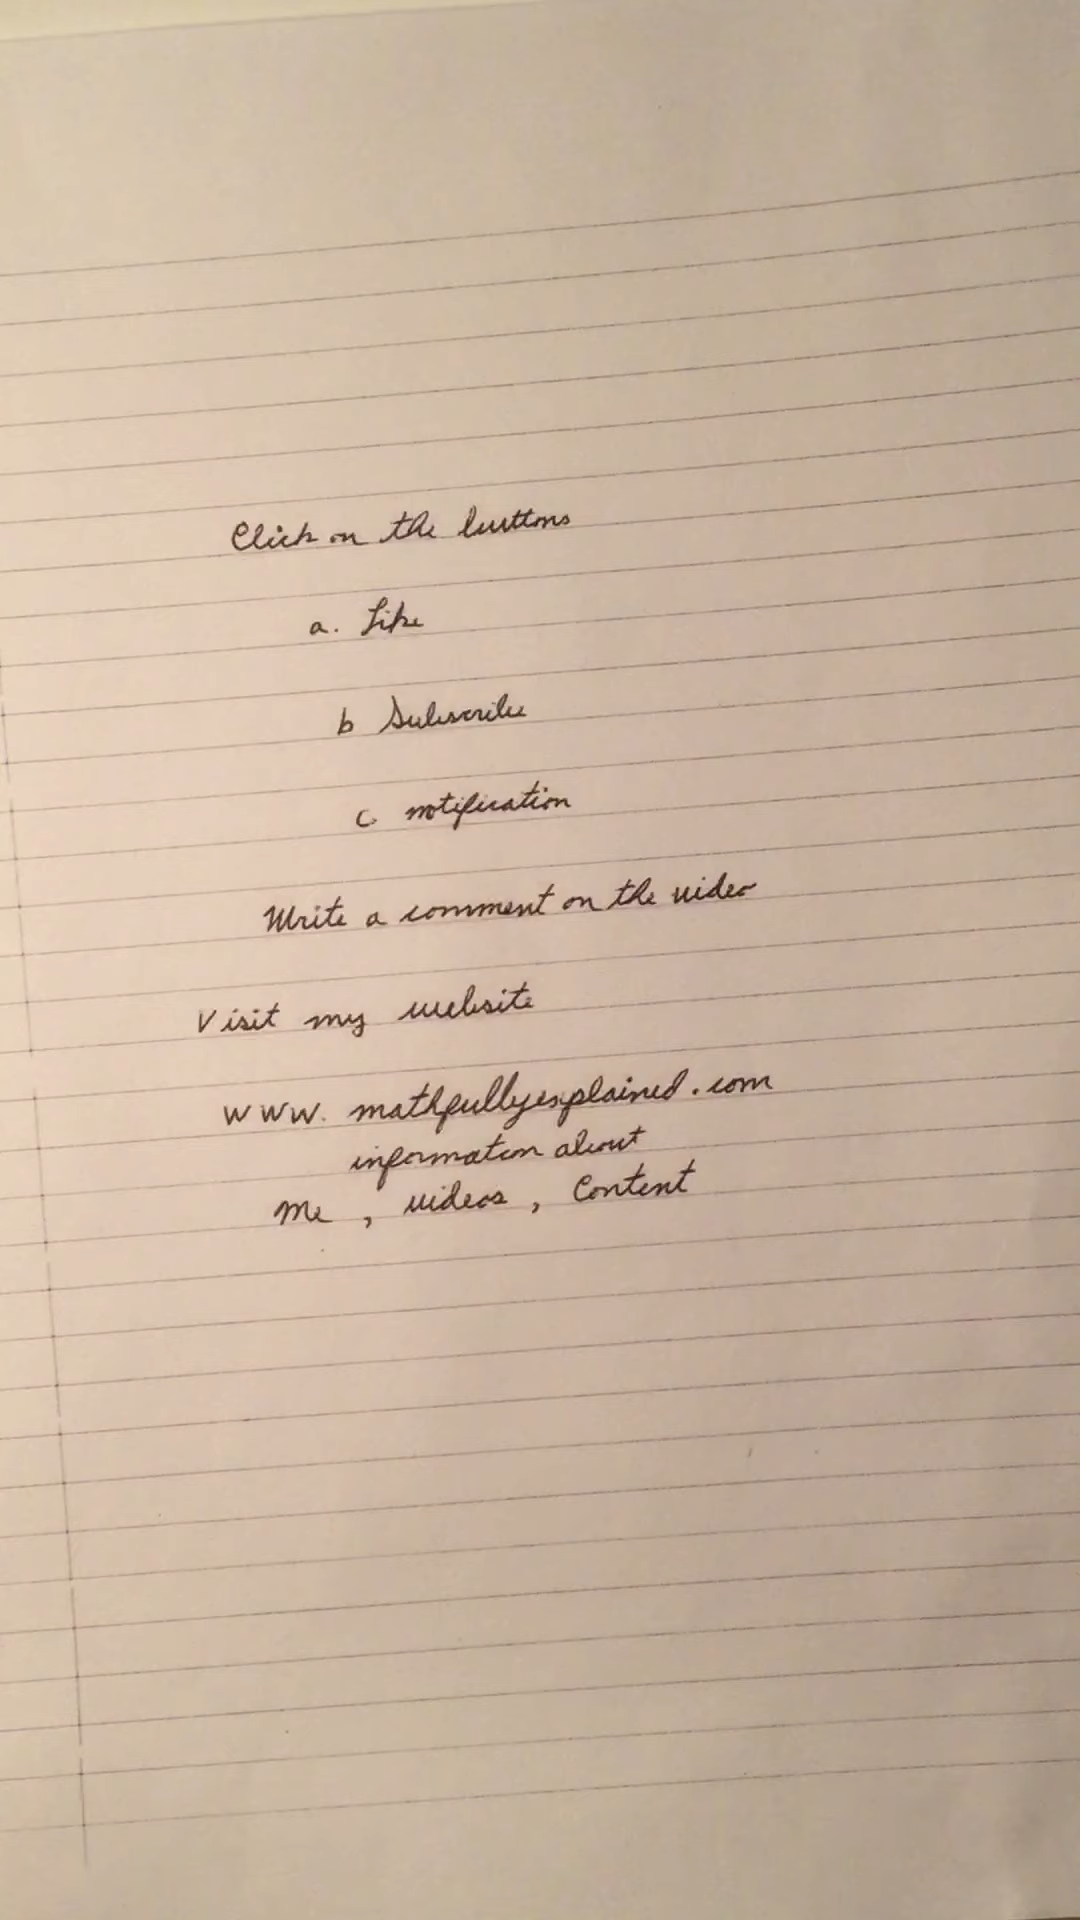 Click on the buttons
a. Like
b Subscribe
c. notification
Write a comment on the video
Visit my website
www. mathfullyexplained.com
information about
Me , videos , Content